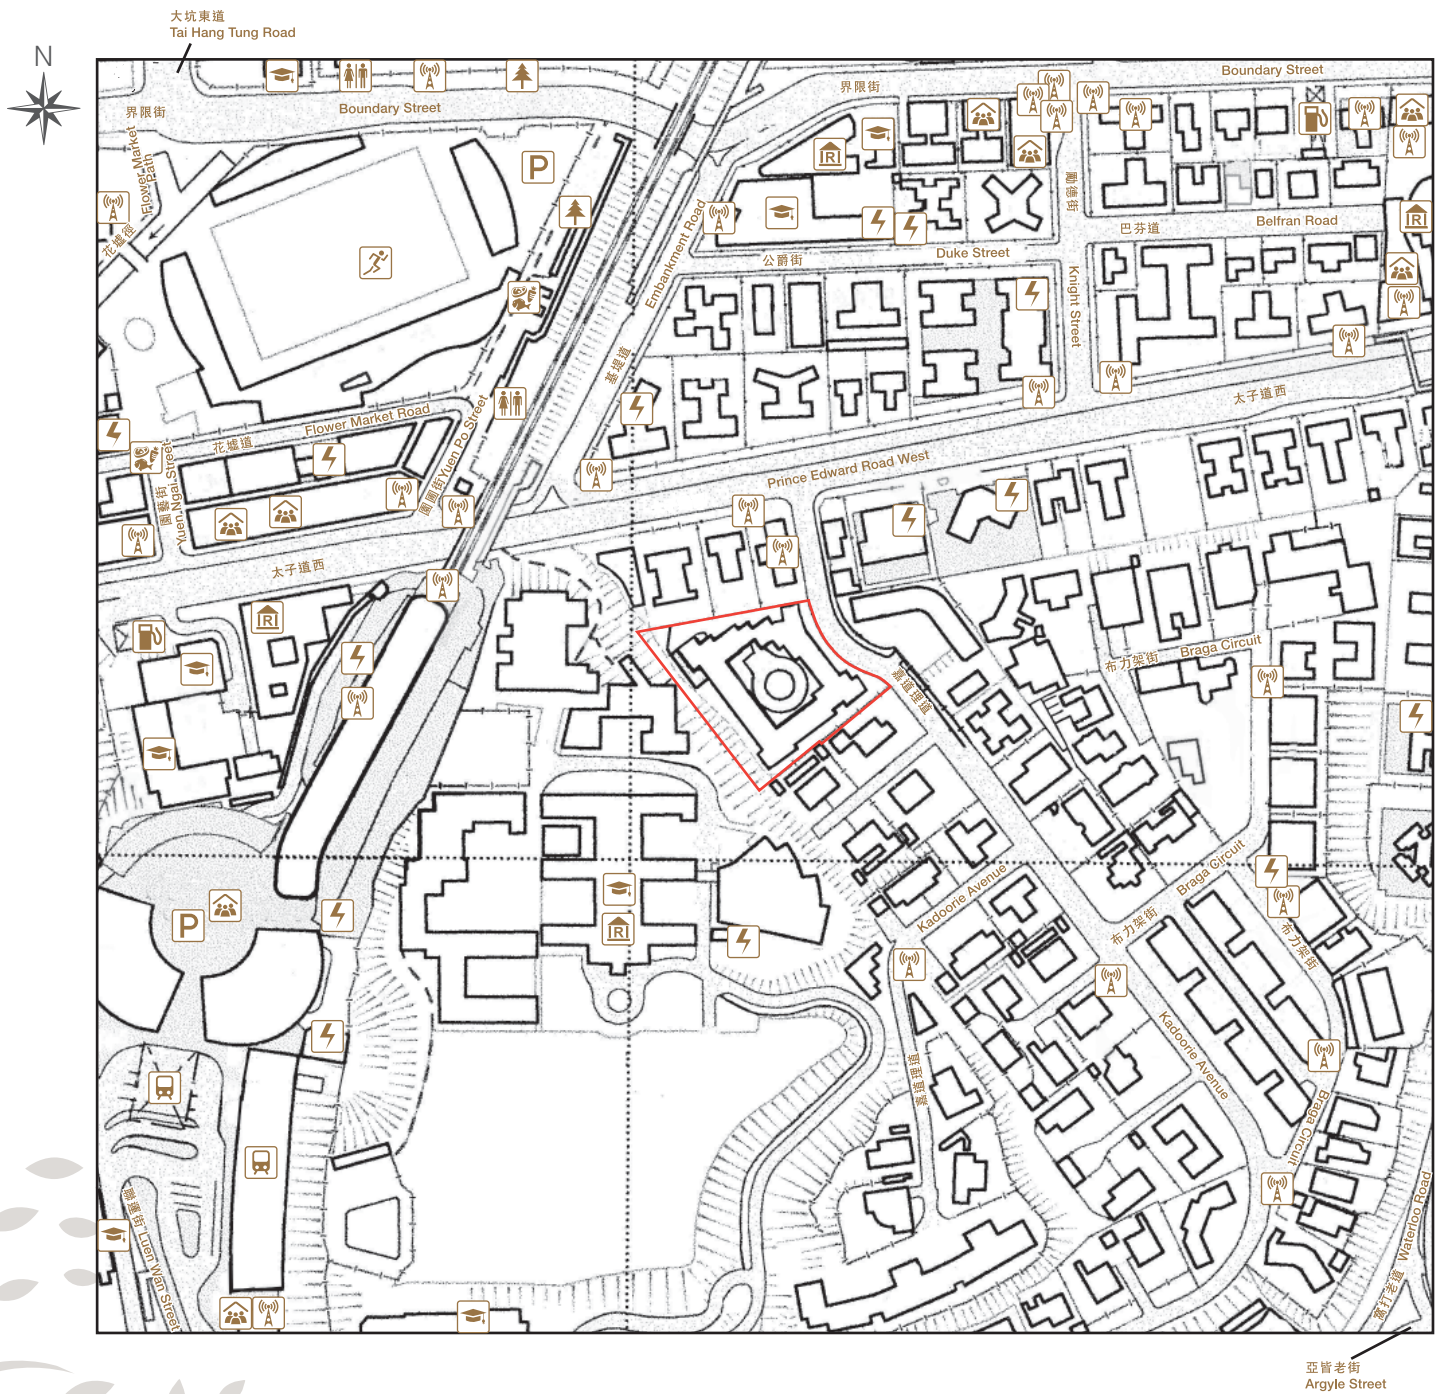 大坑東道
Tai Hang Tung Road
N
界限街
Boundary Street
界限街
Boundary Street
Flower Market
Path
花墟徑
P
勵德街
巴芬道
Belfran Road
公爵街
Duke Street
Embankment Road
基堤道
Knight Street
太子道西
Flower Market Road
花墟道
園圃街 Yuen Po Street
園藝街
Yuen Ngai Street
Prince Edward Road West
太子道西
嘉道理道
布力架街
Braga Circuit
Braga Circuit
布力架街
布力架街
Kadoorie Avenue
P
Kadoorie Avenue
嘉道理道
Braga Circuit
聯運街
Luen Wan Street
窩打老道
Waterloo Road
亞皆老街
Argyle Street